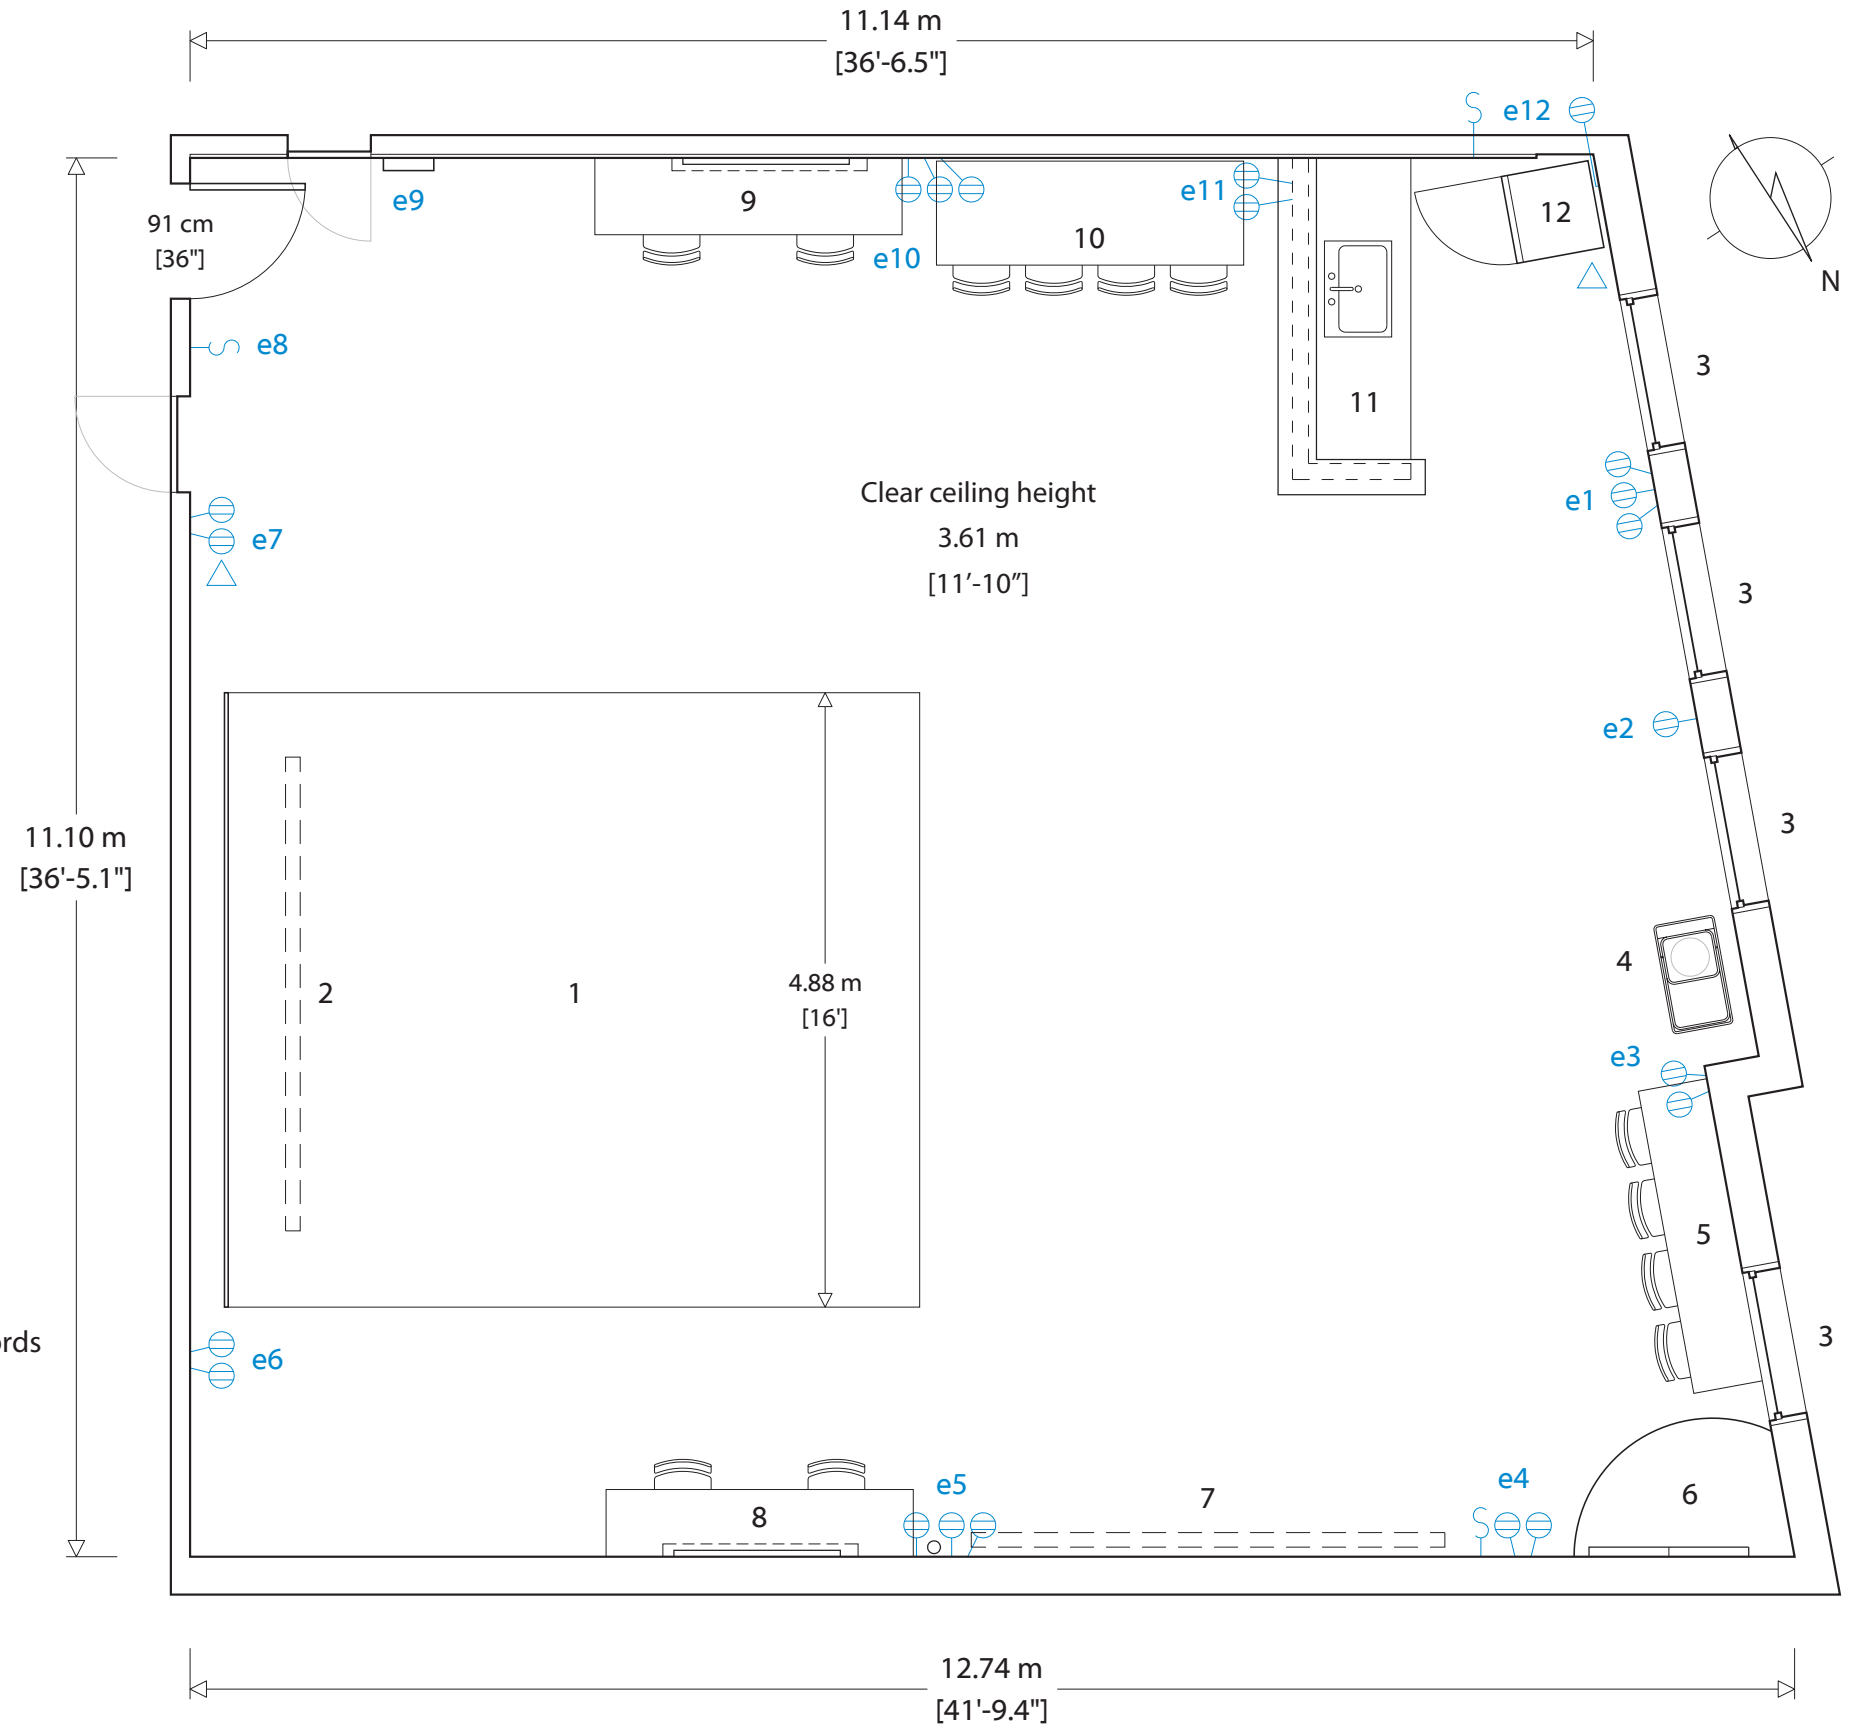 11.14 m
[36'-6.5"]
e12
91 cm
[36"]
e9
9
10
e10
e11
12
N
e8
3
11
Clear ceiling height
3.61 m
[11′-10″]
e1
e7
3
e2
3
11.10 m
[36'-5.1"]
2
1
4.88 m
[16']
4
e3
5
3
rds
e6
e5
8
7
e4
6
12.74 m
[41'-9.4"]